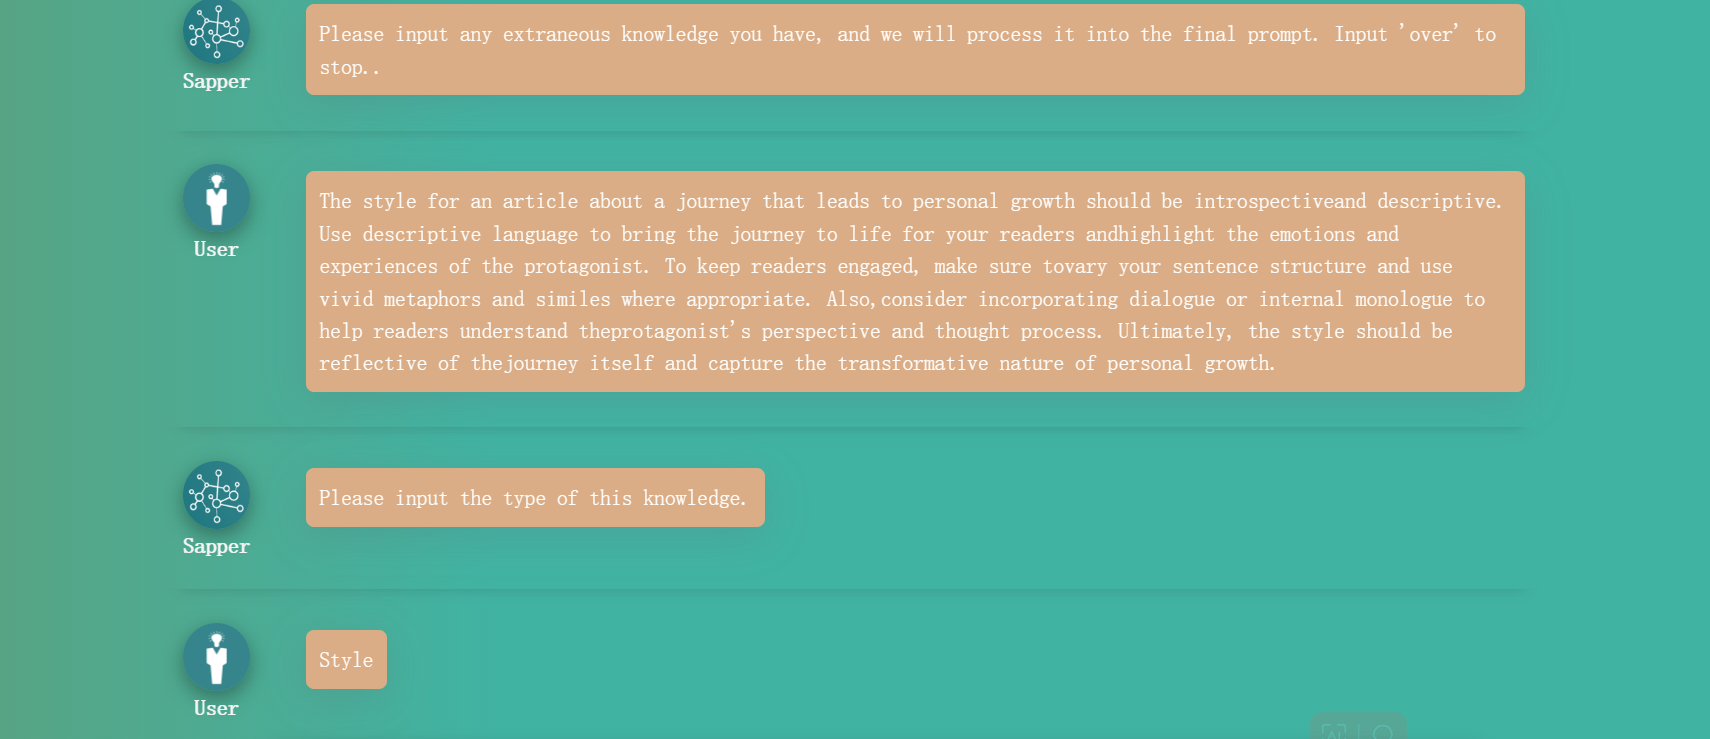 Please input any extraneous knowledge you have, and we will process it into the final prompt. Input 'over' to
stop..
Sapper
The style for an article about a journey that leads to personal growth should be introspectiveand descriptive.
Use descriptive language to bring the journey to life for your readers andhighlight the emotions and
experiences of the protagonist. To keep readers engaged, make sure tovary your sentence structure and use
vivid metaphors and similes where appropriate. Also,consider incorporating dialogue or internal monologue to
help readers understand theprotagonist's perspective and thought process. Ultimately, the style should be
reflective of thejourney itself and capture the transformative nature of personal growth.
User
Please input the type of this knowledge.
Sapper
Style
User